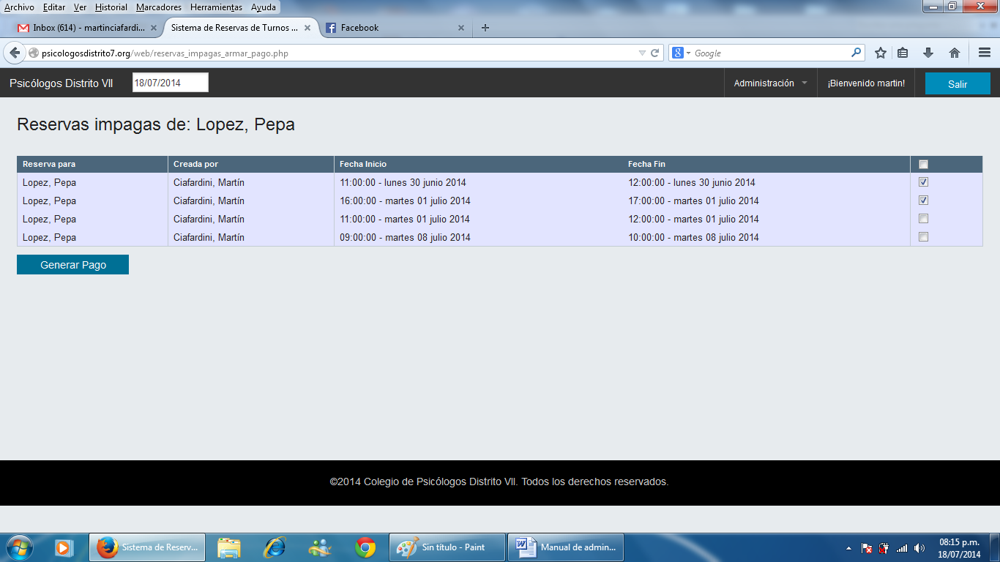 Archivo Editar Ver Historial Marcadores Herramientas Ayuda
Inbox (614) - martinciafardi... Sistema de Reservas de Turnos ... Facebook
psicologosdistrito7.org/web/reservas_impagas_armar_pago.php Google
Psicólogos Distrito VII 18/07/2014 Administración ¡Bienvenido martin! Salir
Reservas impagas de: Lopez, Pepa
Reserva para Creada por Fecha Inicio Fecha Fin
Lopez, Pepa Ciafardini, Martín 11:00:00 - lunes 30 junio 2014 12:00:00 - lunes 30 junio 2014
Lopez, Pepa Ciafardini, Martín 16:00:00 - martes 01 julio 2014 17:00:00 - martes 01 julio 2014
Lopez, Pepa Ciafardini, Martín 11:00:00 - martes 01 julio 2014 12:00:00 - martes 01 julio 2014
Lopez, Pepa Ciafardini, Martín 09:00:00 - martes 08 julio 2014 10:00:00 - martes 08 julio 2014
Generar Pago
©2014 Colegio de Psicólogos Distrito VII. Todos los derechos reservados.
Sistema de Reserv... Sin título - Paint Manual de admin... 08:15 p.m.
18/07/2014